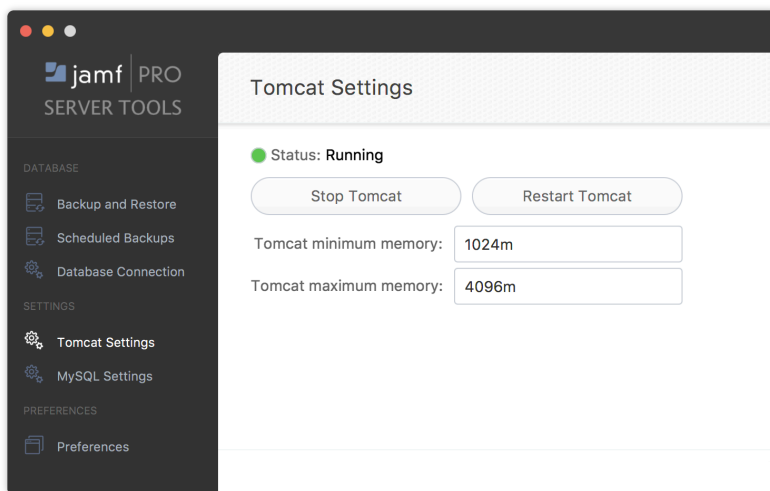 jamf PRO
SERVER TOOLS
DATABASE
Backup and Restore
Scheduled Backups
Database Connection
SETTINGS
Tomcat Settings
MySQL Settings
PREFERENCES
Preferences
Tomcat Settings
Status: Running
Stop Tomcat Restart Tomcat
Tomcat minimum memory: 1024m
Tomcat maximum memory: 4096m